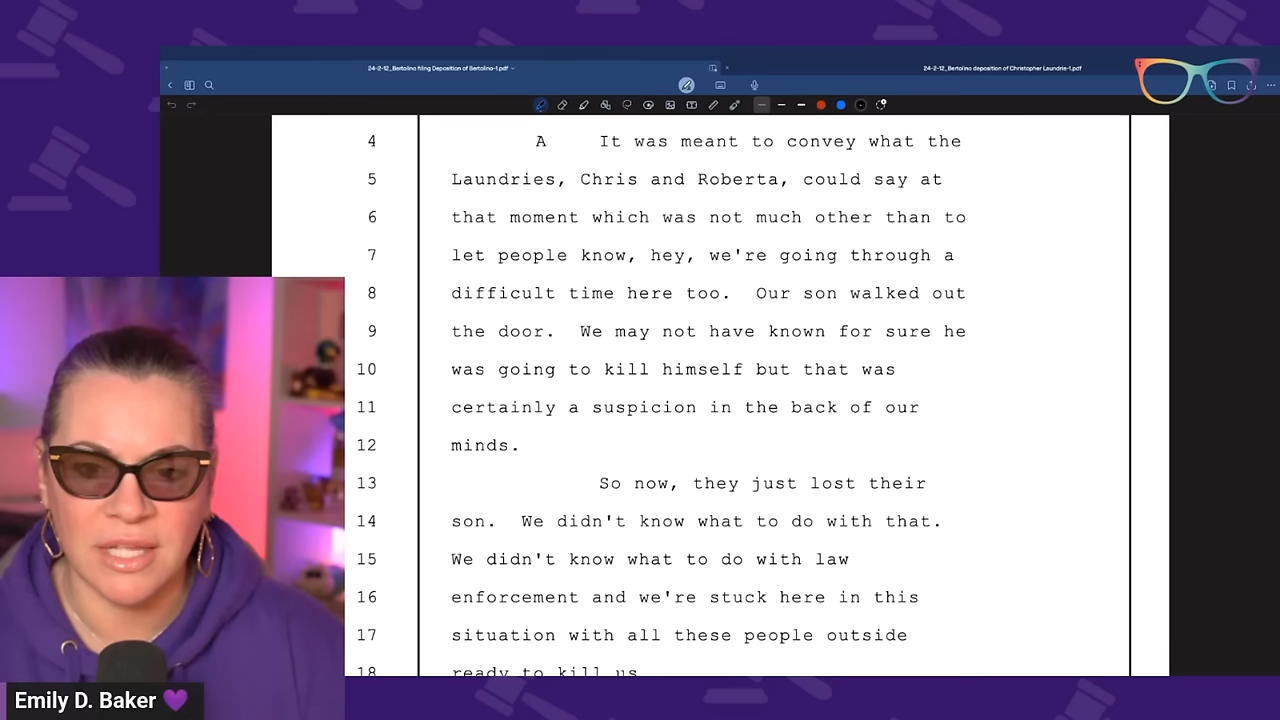 24-2-12_Bertolino filing Deposition of Bertolino-1.pdf
24-2-12_Bertolino deposition of Christopher Laundrie-1.pdf
4 A It was meant to convey what the
5 Laundries, Chris and Roberta, could say at
6 that moment which was not much other than to
7 let people know, hey, we're going through a
8 difficult time here too. Our son walked out
9 the door. We may not have known for sure he
10 was going to kill himself but that was
11 certainly a suspicion in the back of our
12 minds.
13 So now, they just lost their
14 son. We didn't know what to do with that.
15 We didn't know what to do with law
16 enforcement and we're stuck here in this
17 situation with all these people outside
18 ready to kill us
Emily D. Baker 💜